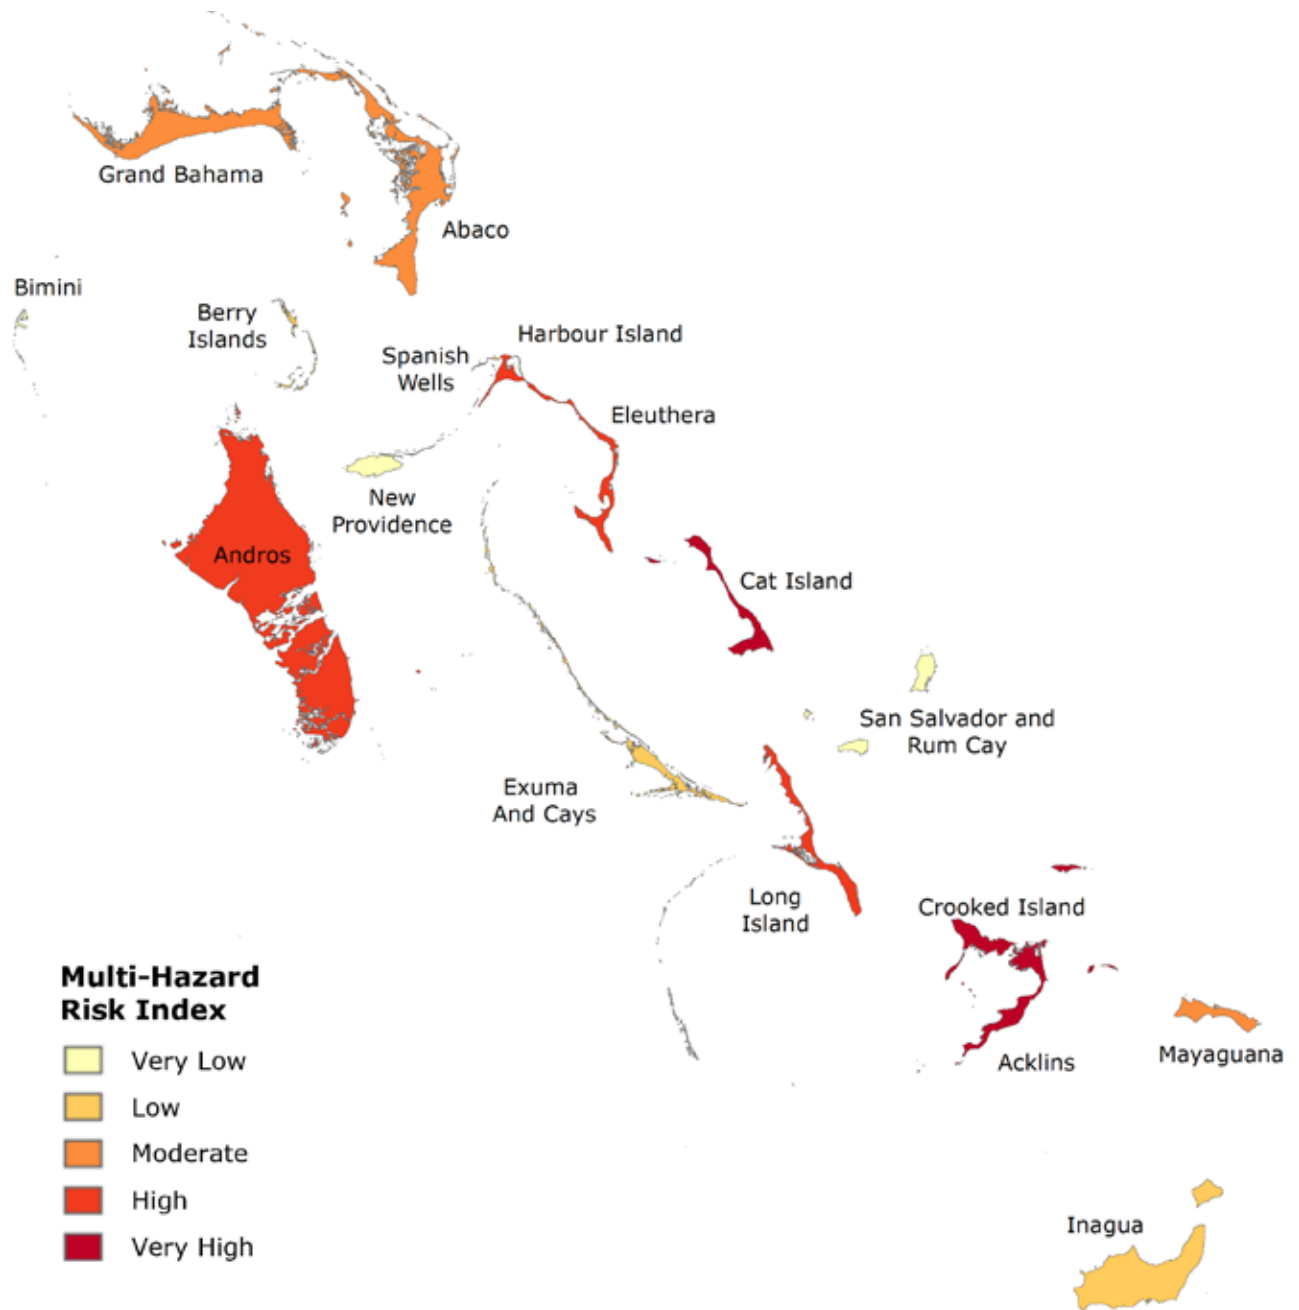 Grand Bahama
Abaco
Bimini
Berry
Islands
Harbour Island
Spanish
Wells
Eleuthera
New
Providence
Andros
Cat Island
San Salvador and
Rum Cay
Exuma
And Cays
Long
Island
Crooked Island
Acklins
Mayaguana
Inagua
Multi-Hazard
Risk Index
Very Low
Low
Moderate
High
Very High